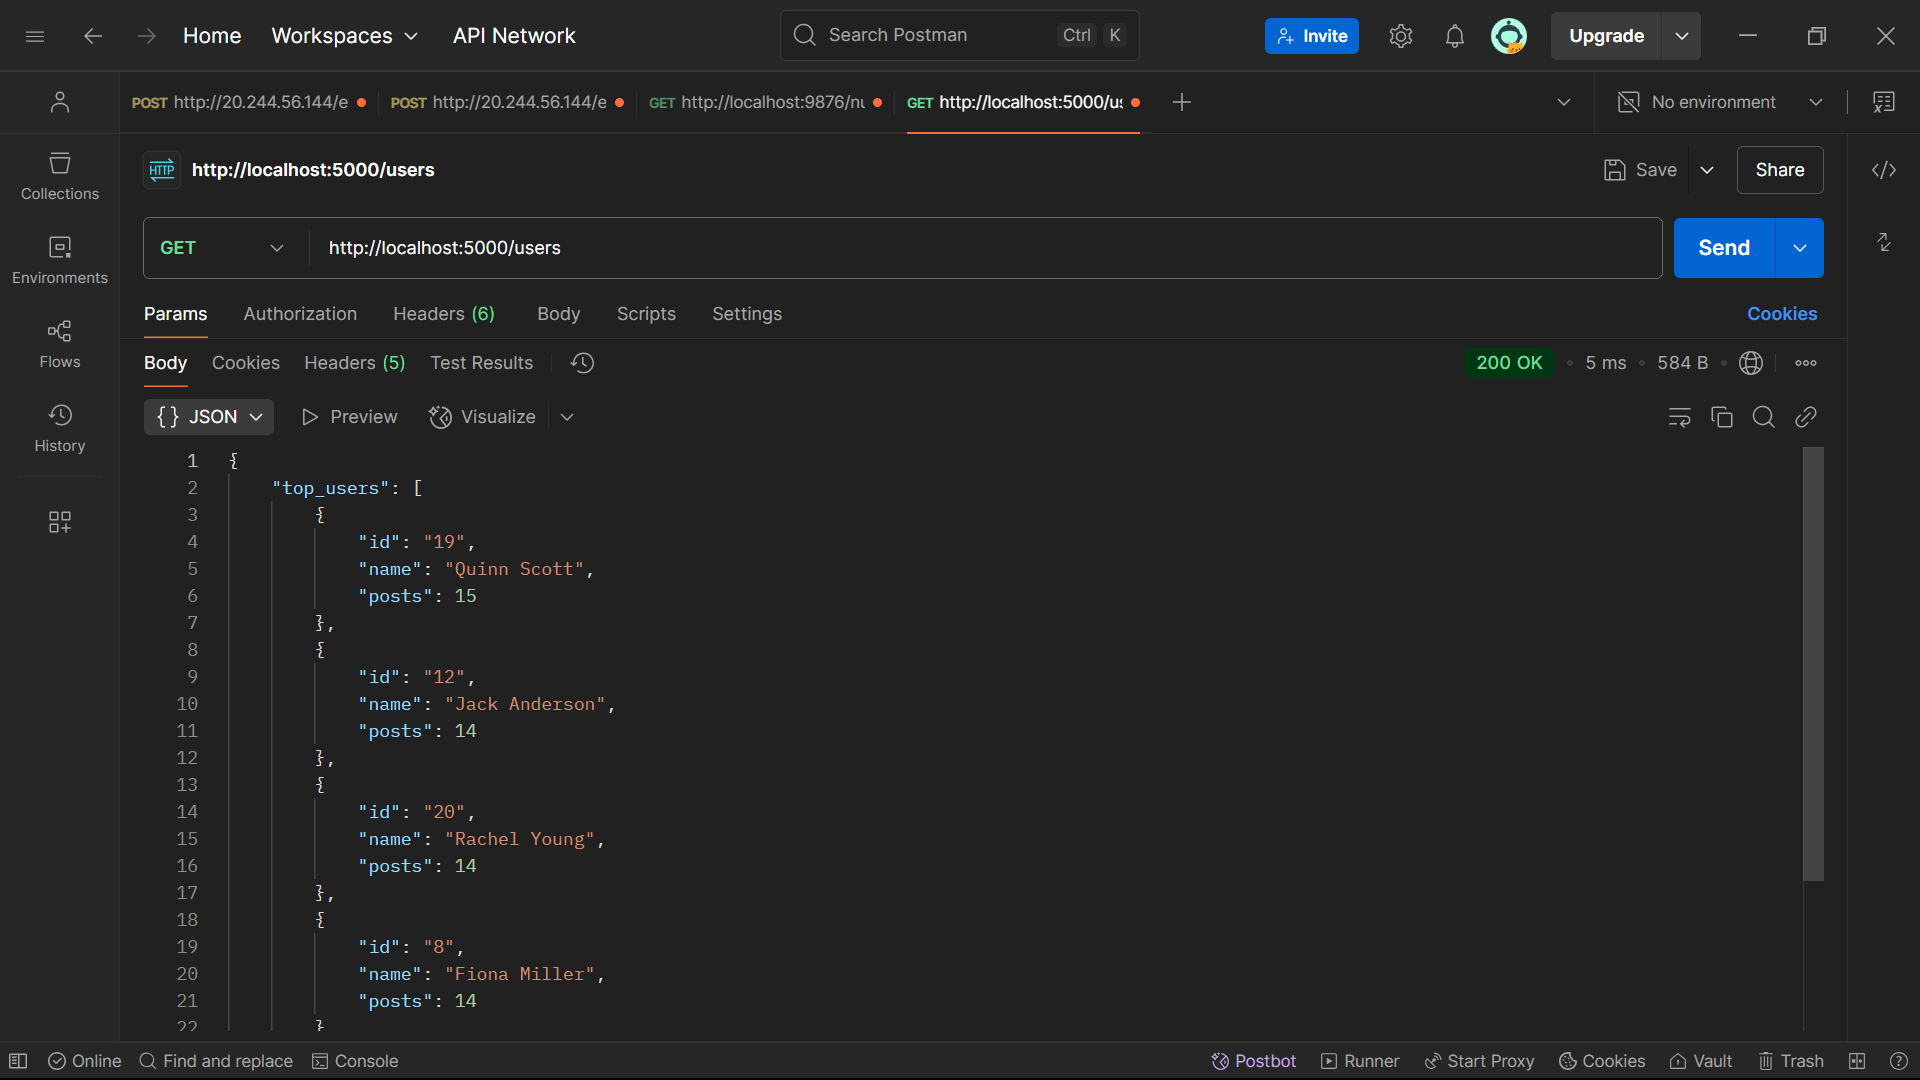 Home Workspaces API Network Search Postman Ctrl K Invite Upgrade
POST http://20.244.56.144/e POST http://20.244.56.144/e GET http://localhost:9876/nu GET http://localhost:5000/us No environment
HTTP http://localhost:5000/users Save Share
Collections
GET http://localhost:5000/users Send
Environments
Params Authorization Headers (6) Body Scripts Settings Cookies
Flows
Body Cookies Headers (5) Test Results 200 OK • 5 ms • 584 B •
History
{ } JSON Preview Visualize
1 {
2 "top_users": [
3 {
4 "id": "19",
5 "name": "Quinn Scott",
6 "posts": 15
7 },
8 {
9 "id": "12",
10 "name": "Jack Anderson",
11 "posts": 14
12 },
13 {
14 "id": "20",
15 "name": "Rachel Young",
16 "posts": 14
17 },
18 {
19 "id": "8",
20 "name": "Fiona Miller",
21 "posts": 14
22 }
Online Find and replace Console Postbot Runner Start Proxy Cookies Vault Trash